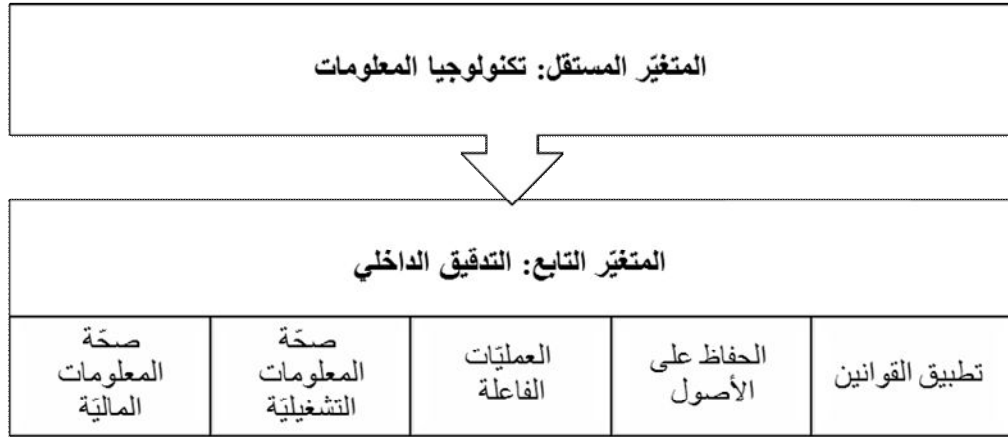 المتغيّر المستقل: تكنولوجيا المعلومات
المتغيّر التابع: التدقيق الداخلي
تطبيق القوانين
الحفاظ على
الأصول
العمليّات
الفاعلة
صحّة
المعلومات
التشغيليّة
صحّة
المعلومات
الماليّة